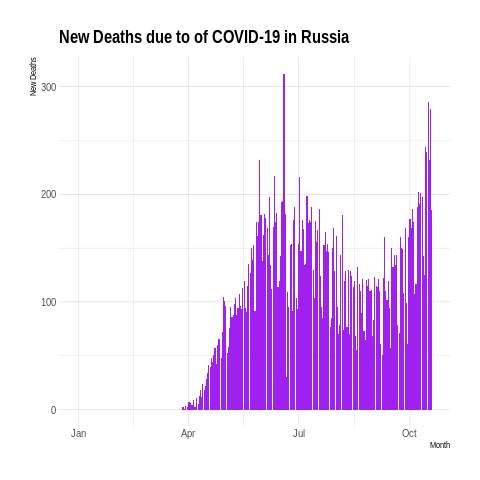 New Deaths due to of COVID-19 in Russia
New Deaths
300
200
100
0
Jan Apr Jul Oct
Month